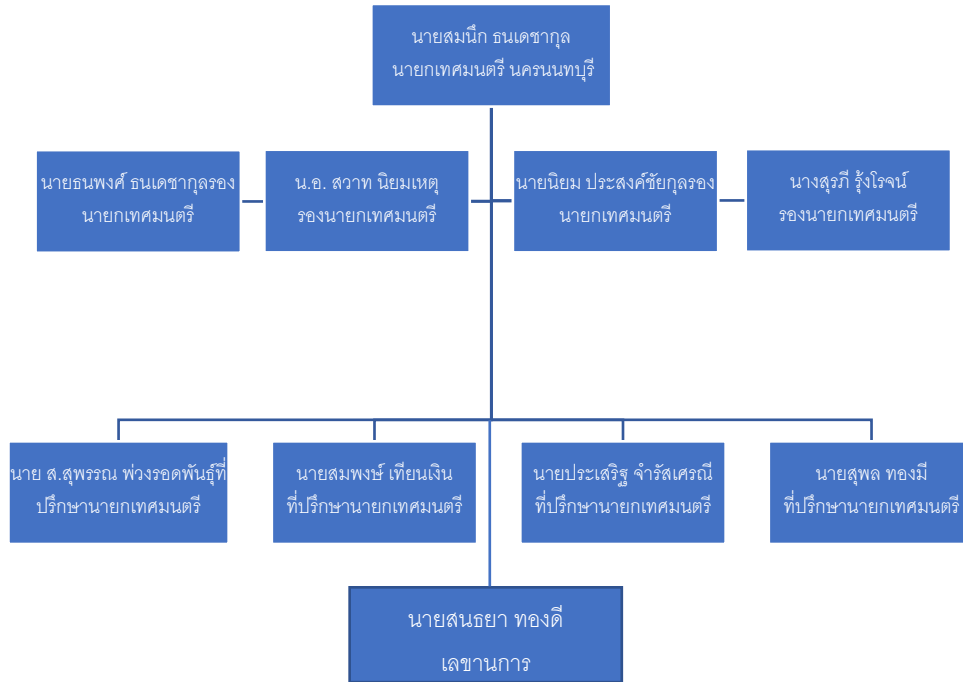 นายสมนึก ธนเดชากุล
นายกเทศมนตรี นครนนทบุรี
นายธนพงศ์ ธนเดชากุลรอง
นายกเทศมนตรี
น.อ. สวาท นิยมเหตุ
รองนายกเทศมนตรี
นายนิยม ประสงค์ชัยกุลรอง
นายกเทศมนตรี
นางสุรภี รุ้งโรจน์
รองนายกเทศมนตรี
นาย ส.สุพรรณ พ่วงรอดพันธุ์ที่
ปรึกษานายกเทศมนตรี
นายสมพงษ์ เทียนเงิน
ที่ปรึกษานายกเทศมนตรี
นายประเสริฐ จำรัสเศรณี
ที่ปรึกษานายกเทศมนตรี
นายสุพล ทองมี
ที่ปรึกษานายกเทศมนตรี
นายสนธยา ทองดี
เลขานการ